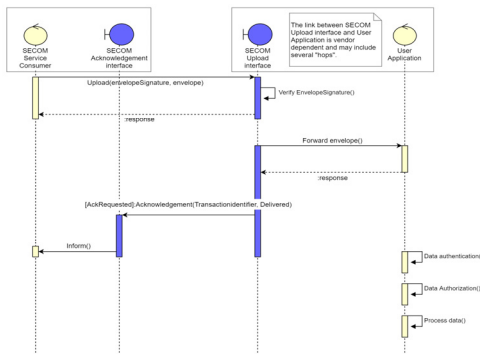 The link between SECOM
Upload interface and User
Application is vendor
dependent and may include
several "hops".
SECOM
Service
Consumer
SECOM
Acknowledgement
interface
SECOM
Upload
interface
User
Application
Upload(envelopeSignature, envelope)
Verify EnvelopeSignature()
:response
Forward envelope()
:response
[AckRequested]:Acknowledgement(Transactionidentifier, Delivered)
Inform()
Data authentication(
Data Authorization()
Process data()